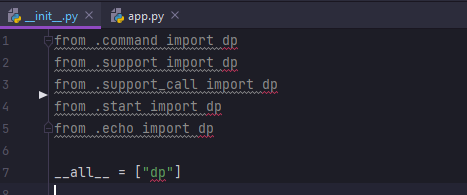 __init__.py
app.py
1 from .command import dp
2 from .support import dp
3 from .support_call import dp
4 from .start import dp
5 from .echo import dp
6
7 __all__ = ["dp"]
8